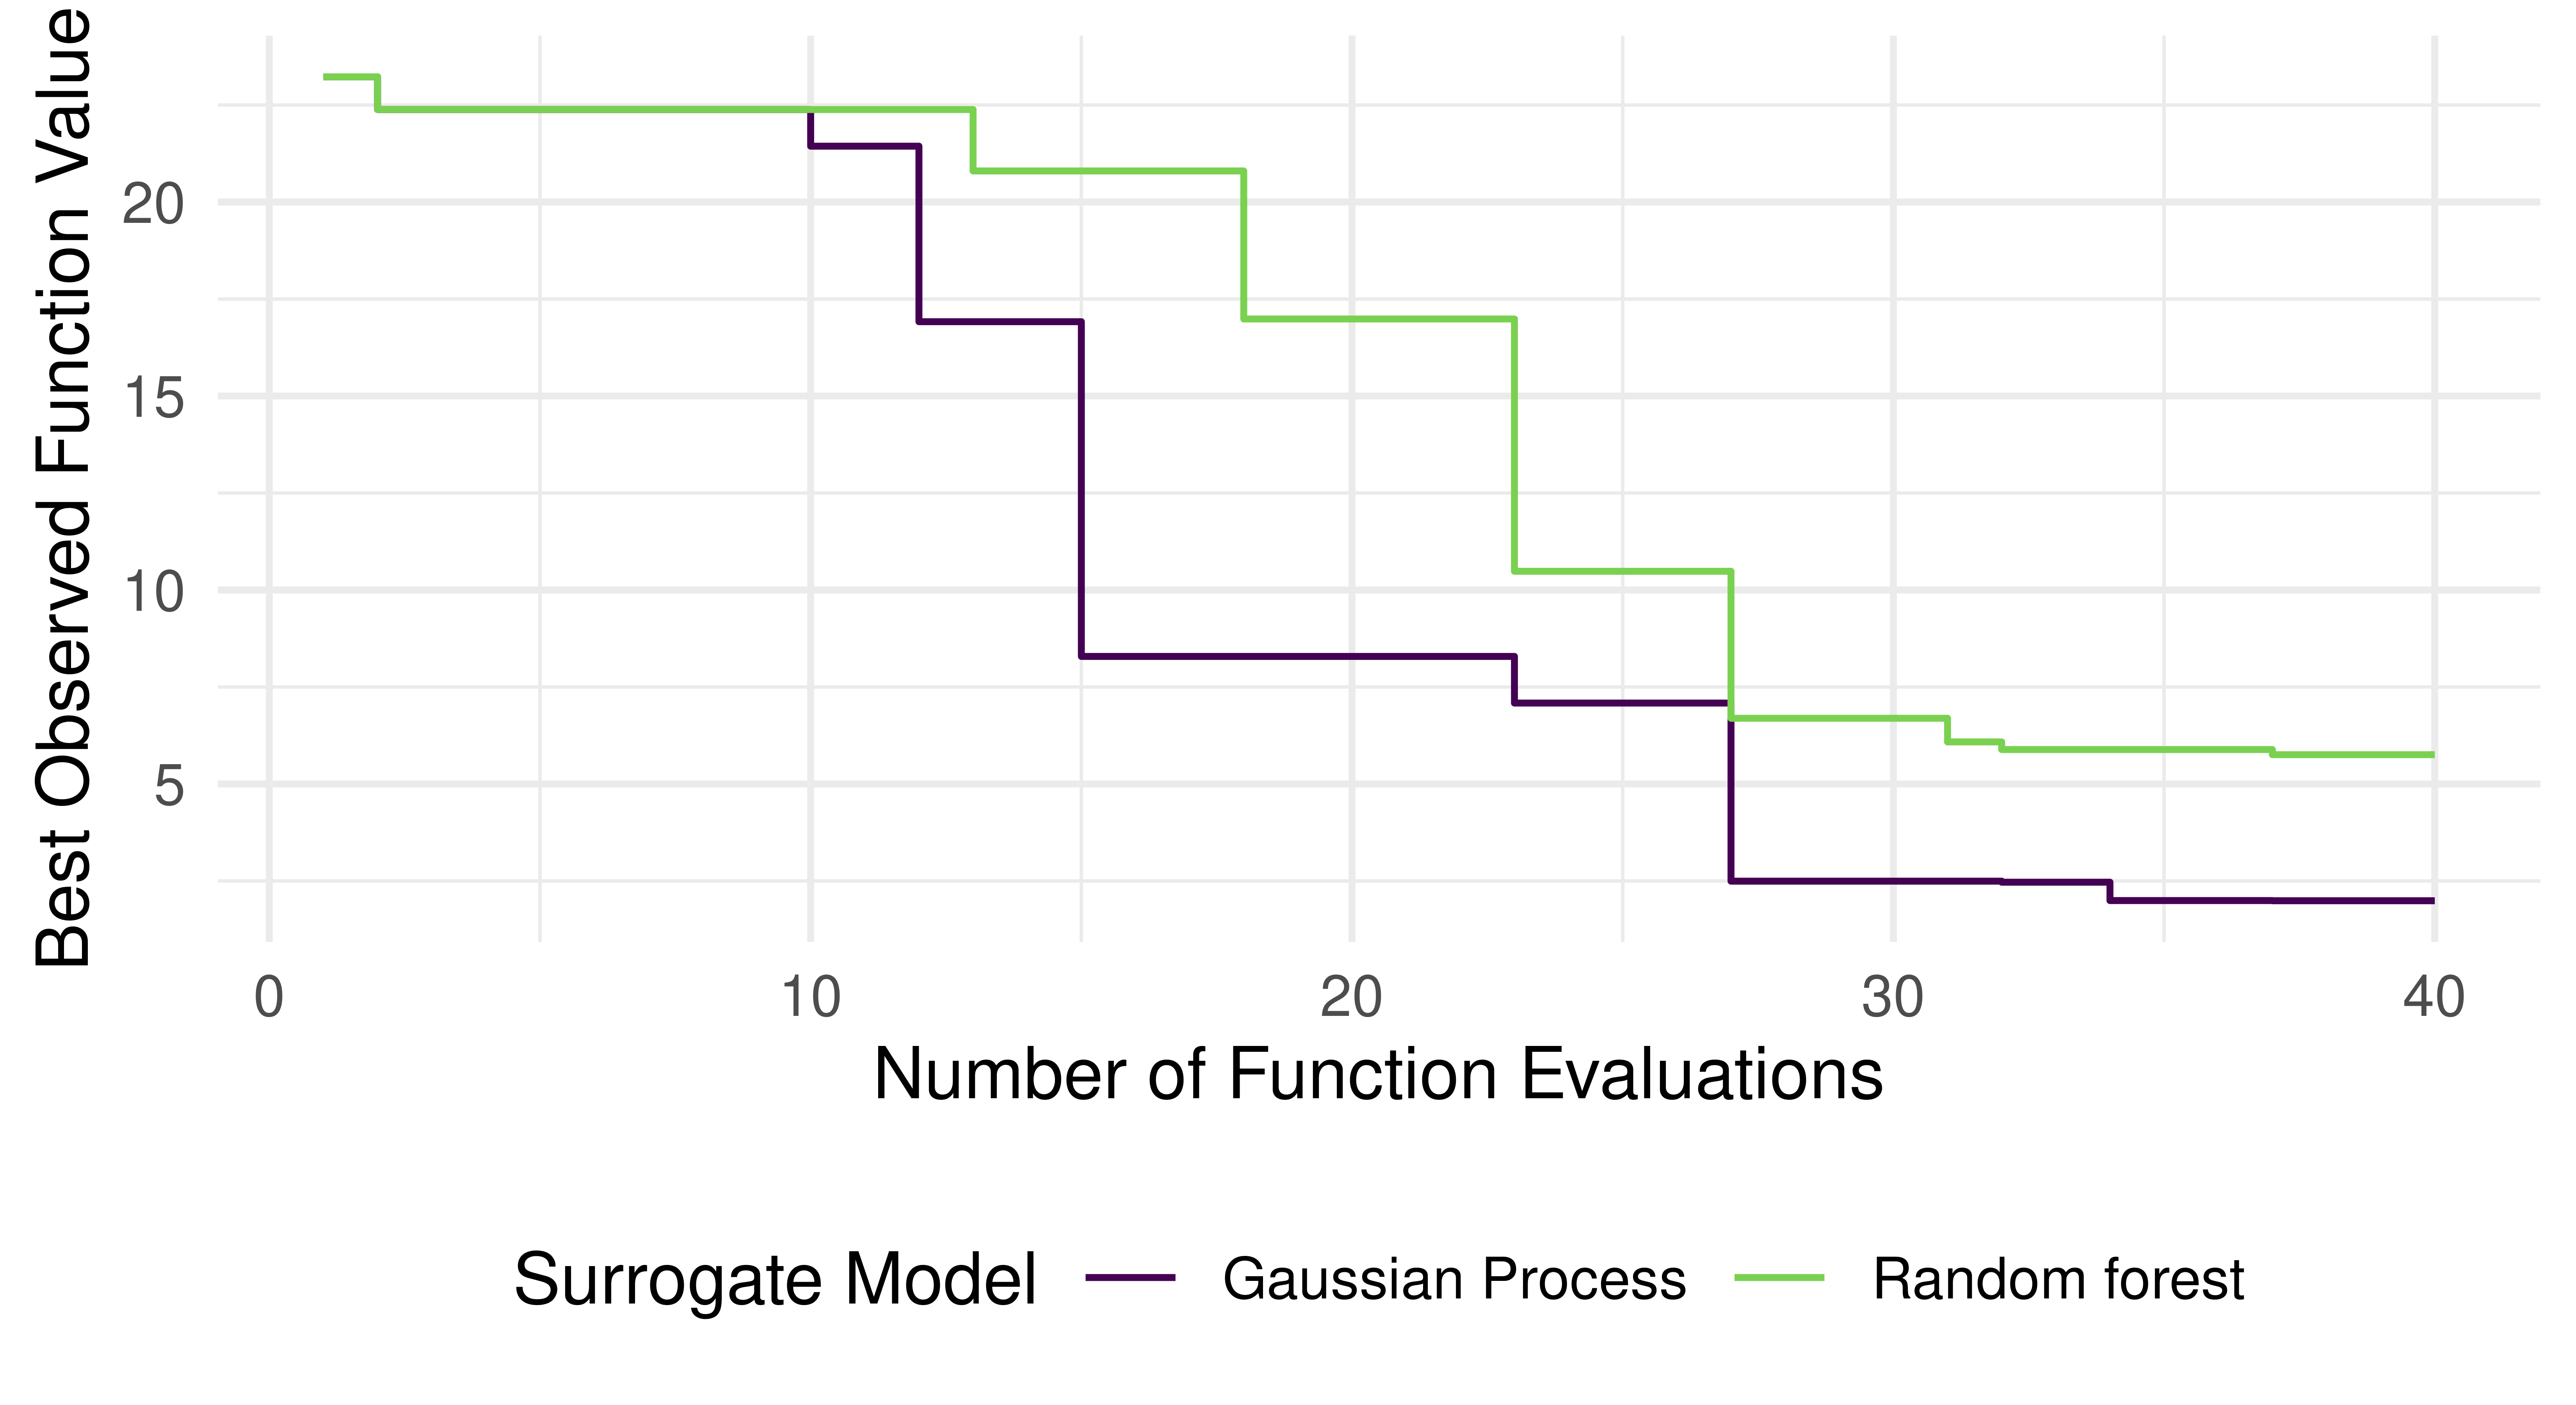 Best Observed Function Value
20
15
10
5
0 10 20 30 40
Number of Function Evaluations
Surrogate Model Gaussian Process Random forest